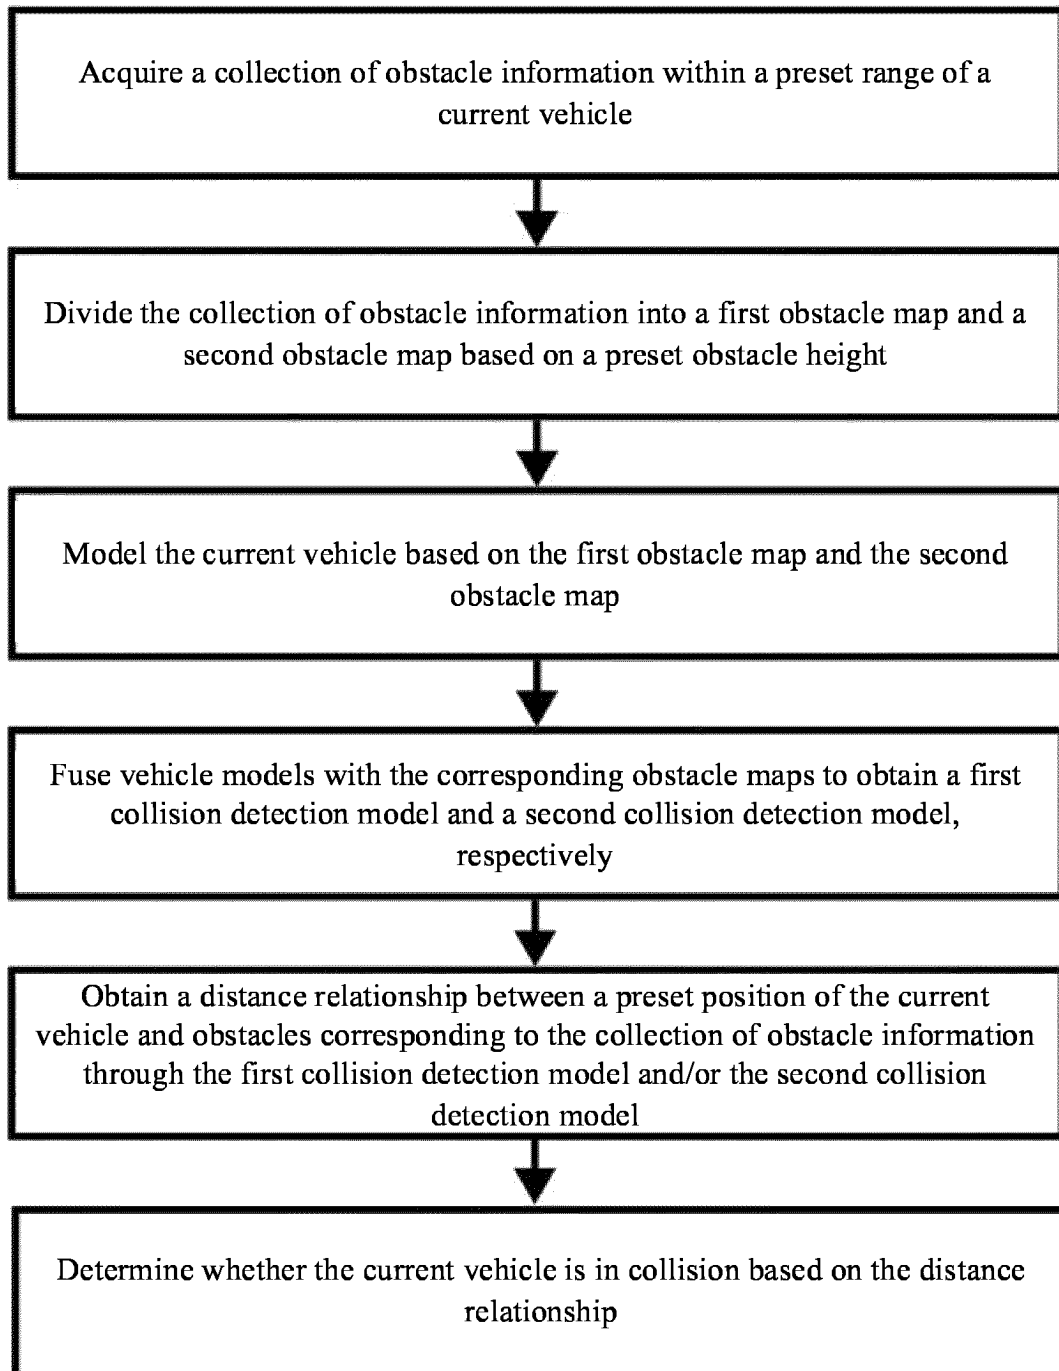 Acquire a collection of obstacle information within a preset range of a
current vehicle
Divide the collection of obstacle information into a first obstacle map and a
second obstacle map based on a preset obstacle height
Model the current vehicle based on the first obstacle map and the second
obstacle map
Fuse vehicle models with the corresponding obstacle maps to obtain a first
collision detection model and a second collision detection model,
respectively
Obtain a distance relationship between a preset position of the current
vehicle and obstacles corresponding to the collection of obstacle information
through the first collision detection model and/or the second collision
detection model
Determine whether the current vehicle is in collision based on the distance
relationship